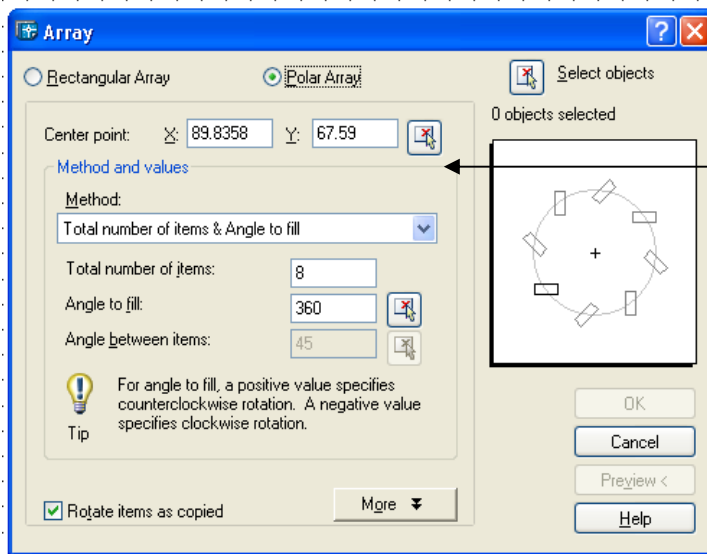 Array
Rectangular Array Polar Array Select objects
0 objects selected
Center point: X: 89.8358 Y: 67.59
Method and values
Method:
Total number of items & Angle to fill
Total number of items: 8
Angle to fill: 360
Angle between items: 45
For angle to fill, a positive value specifies
counterclockwise rotation. A negative value
specifies clockwise rotation.
Tip
OK
Cancel
Preview <
Help
Rotate items as copied More